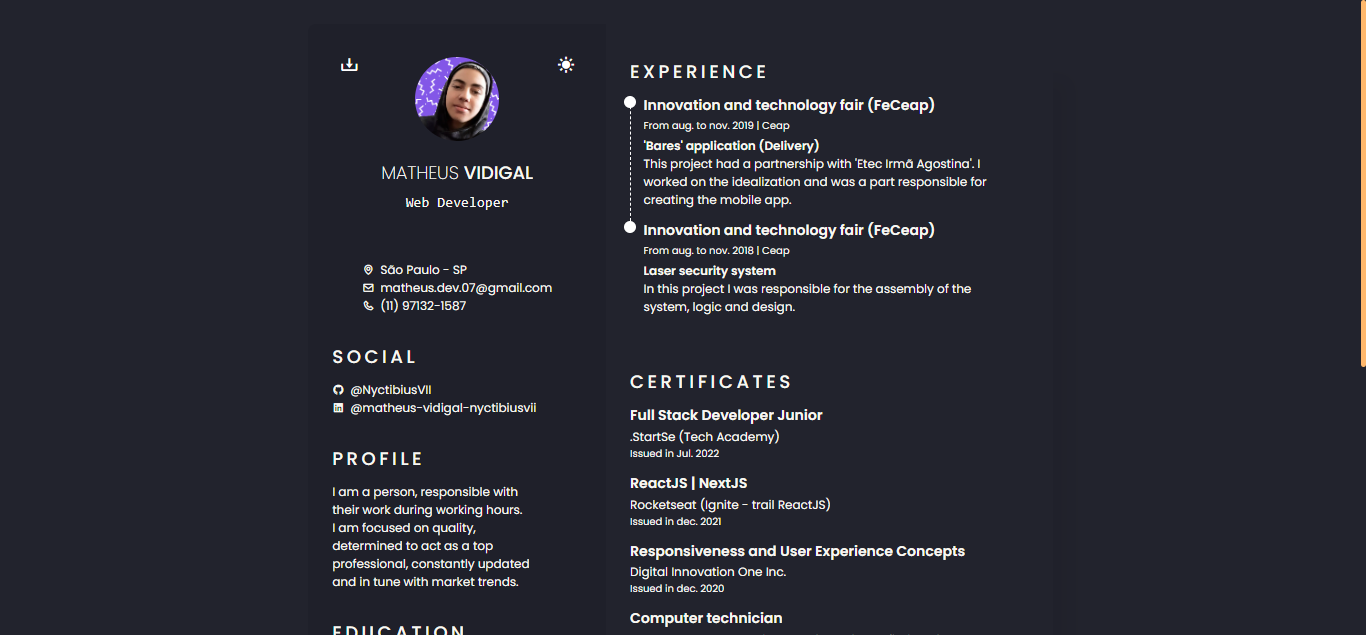 MATHEUS VIDIGAL
Web Developer
São Paulo - SP
matheus.dev.07@gmail.com
(11) 97132-1587
SOCIAL
@NyctibiusVII
@matheus-vidigal-nyctibiusvii
PROFILE
I am a person, responsible with
their work during working hours.
I am focused on quality,
determined to act as a top
professional, constantly updated
and in tune with market trends.
EDUCATION
EXPERIENCE
Innovation and technology fair (FeCeap)
From aug. to nov. 2019 | Ceap
'Bares' application (Delivery)
This project had a partnership with 'Etec Irmã Agostina'. I
worked on the idealization and was a part responsible for
creating the mobile app.
Innovation and technology fair (FeCeap)
From aug. to nov. 2018 | Ceap
Laser security system
In this project I was responsible for the assembly of the
system, logic and design.
CERTIFICATES
Full Stack Developer Junior
.StartSe (Tech Academy)
Issued in Jul. 2022
ReactJS | NextJS
Rocketseat (Ignite - trail ReactJS)
Issued in dec. 2021
Responsiveness and User Experience Concepts
Digital Innovation One Inc.
Issued in dec. 2020
Computer technician